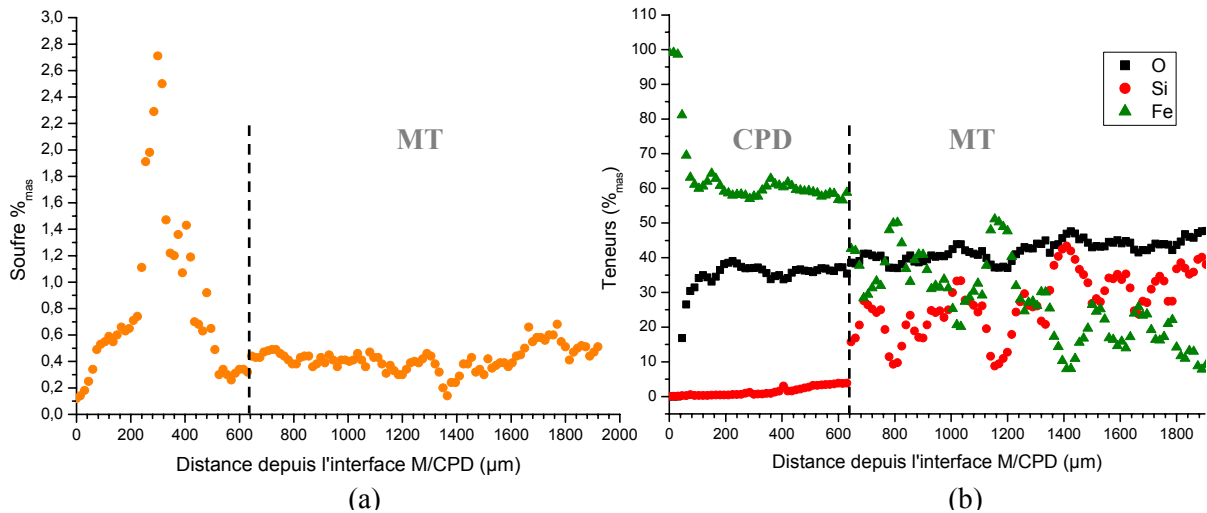 3,0
2,8
2,6
2,4
2,2
2,0
1,8
1,6
1,4
1,2
1,0
0,8
0,6
0,4
0,2
0,0
Soufre %mas
MT
0 200 400 600 800 1000 1200 1400 1600 1800 2000
Distance depuis l'interface M/CPD (µm)
(a)
110
100
90
80
70
60
50
40
30
20
10
0
Teneurs (%mas)
O
Si
Fe
CPD MT
0 200 400 600 800 1000 1200 1400 1600 1800
Distance depuis l'interface M/CPD (µm)
(b)